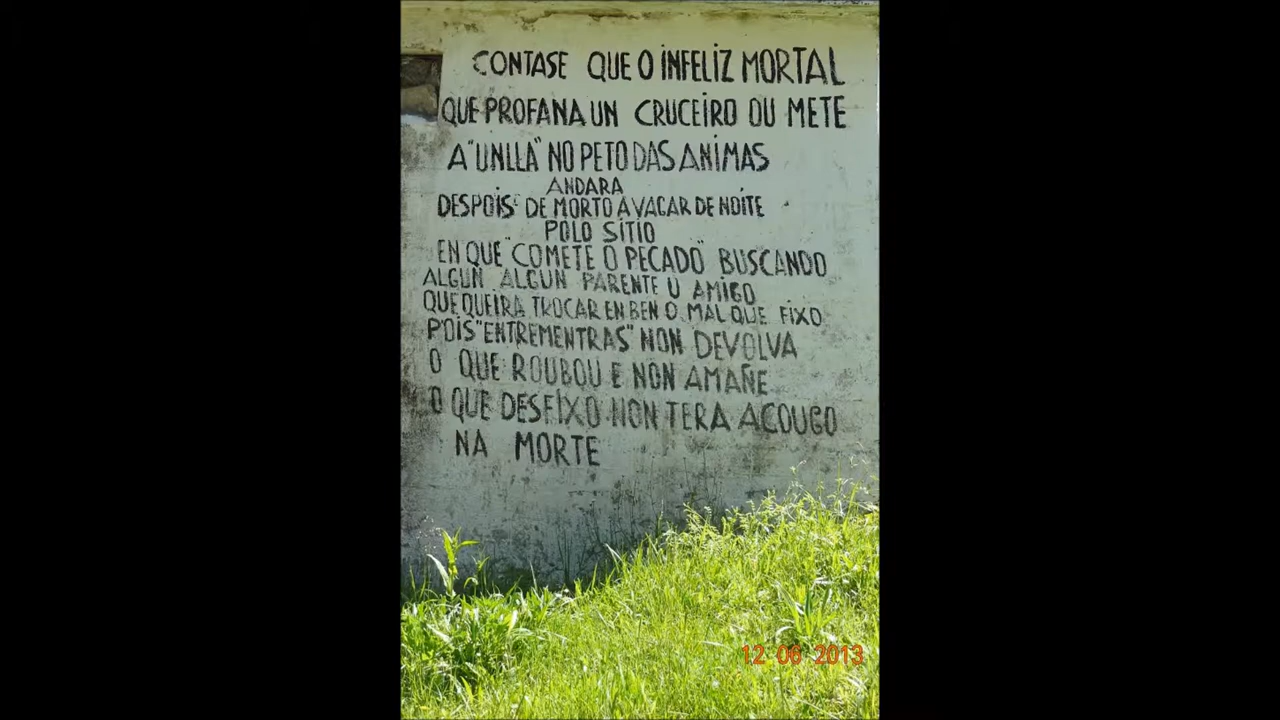 CONTASE QUE O INFELIZ MORTAL
QUE PROFANA UN CRUCEIRO OU METE
A "UNLLA" NO PETO DAS ANIMAS
ANDARA
DESPOIS DE MORTO A VAGAR DE NOITE
POLO SÍTIO
EN QUE "COMETE O PECADO" BUSCANDO
ALGUN ALGUN PARENTE U AMIGO
QUE QUEIRA TROCAR EN BEN O MAL QUE FIXO
POIS "ENTREMENTRAS" NON DEVOLVA
O QUE ROUBOU E NON AMAÑE
O QUE DESFIXO NON TERA ACOUGO
NA MORTE
12 06 2013